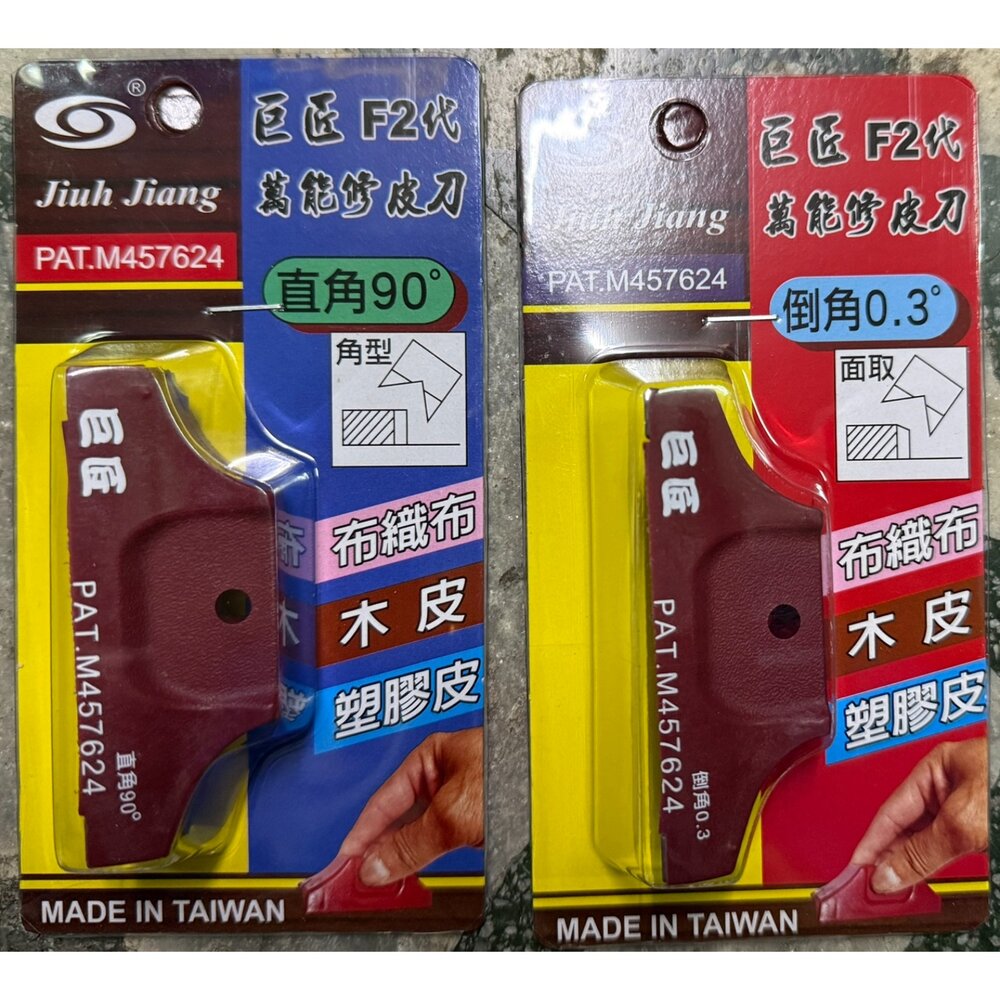 ®
Jiuh Jiang
PAT.M457624
巨匠 F2代
萬能修皮刀
直角90°
角型
巨匠
PAT.M457624
直角90°
布織布
木皮
塑膠皮
MADE IN TAIWAN
Jiuh Jiang
PAT.M457624
巨匠 F2代
萬能修皮刀
倒角0.3°
面取
巨匠
PAT.M457624
倒角0.3
布織布
木皮
塑膠皮
MADE IN TAIWAN